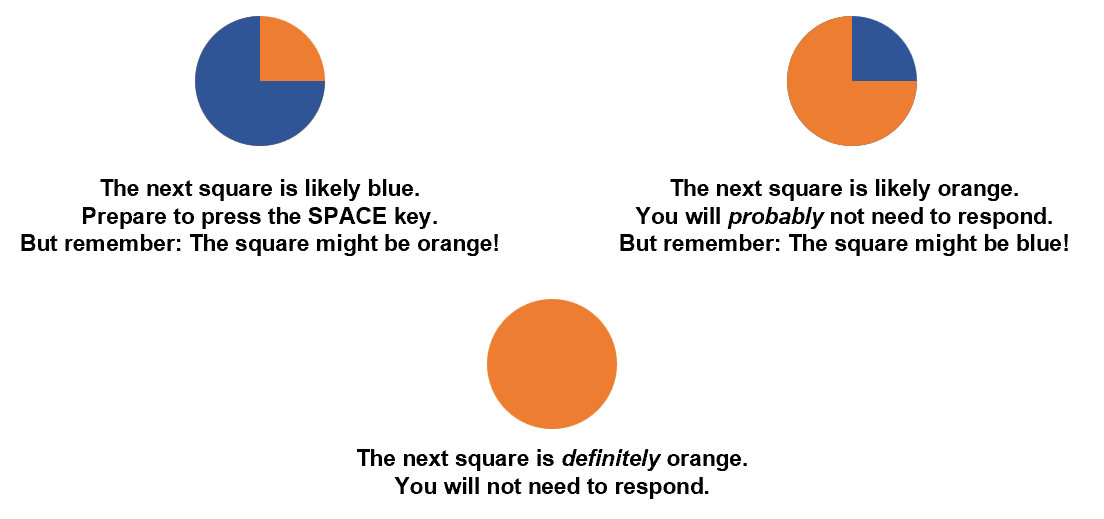 The next square is likely blue.
Prepare to press the SPACE key.
But remember: The square might be orange!
The next square is likely orange.
You will probably not need to respond.
But remember: The square might be blue!
The next square is definitely orange.
You will not need to respond.